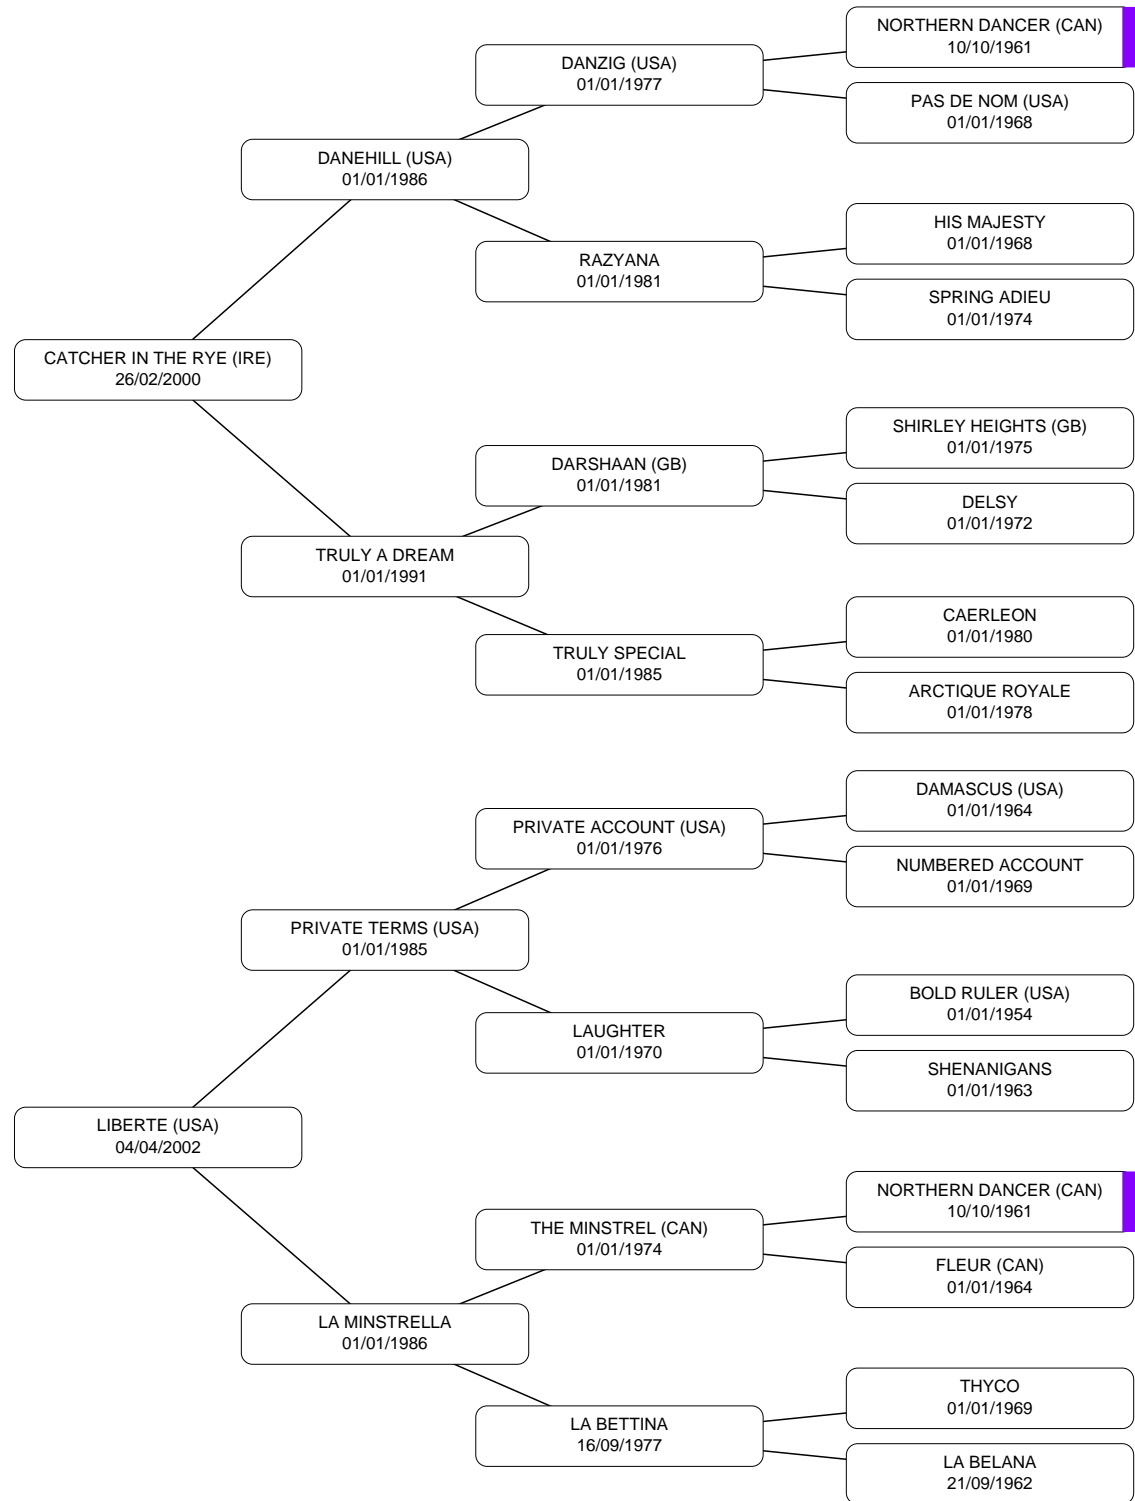 NORTHERN DANCER (CAN)
10/10/1961
DANZIG (USA)
01/01/1977
PAS DE NOM (USA)
01/01/1968
DANEHILL (USA)
01/01/1986
HIS MAJESTY
01/01/1968
RAZYANA
01/01/1981
SPRING ADIEU
01/01/1974
CATCHER IN THE RYE (IRE)
26/02/2000
SHIRLEY HEIGHTS (GB)
01/01/1975
DARSHAAN (GB)
01/01/1981
DELSY
01/01/1972
TRULY A DREAM
01/01/1991
CAERLEON
01/01/1980
TRULY SPECIAL
01/01/1985
ARCTIQUE ROYALE
01/01/1978
DAMASCUS (USA)
01/01/1964
PRIVATE ACCOUNT (USA)
01/01/1976
NUMBERED ACCOUNT
01/01/1969
PRIVATE TERMS (USA)
01/01/1985
BOLD RULER (USA)
01/01/1954
LAUGHTER
01/01/1970
SHENANIGANS
01/01/1963
LIBERTE (USA)
04/04/2002
NORTHERN DANCER (CAN)
10/10/1961
THE MINSTREL (CAN)
01/01/1974
FLEUR (CAN)
01/01/1964
LA MINSTRELLA
01/01/1986
THYCO
01/01/1969
LA BETTINA
16/09/1977
LA BELANA
21/09/1962